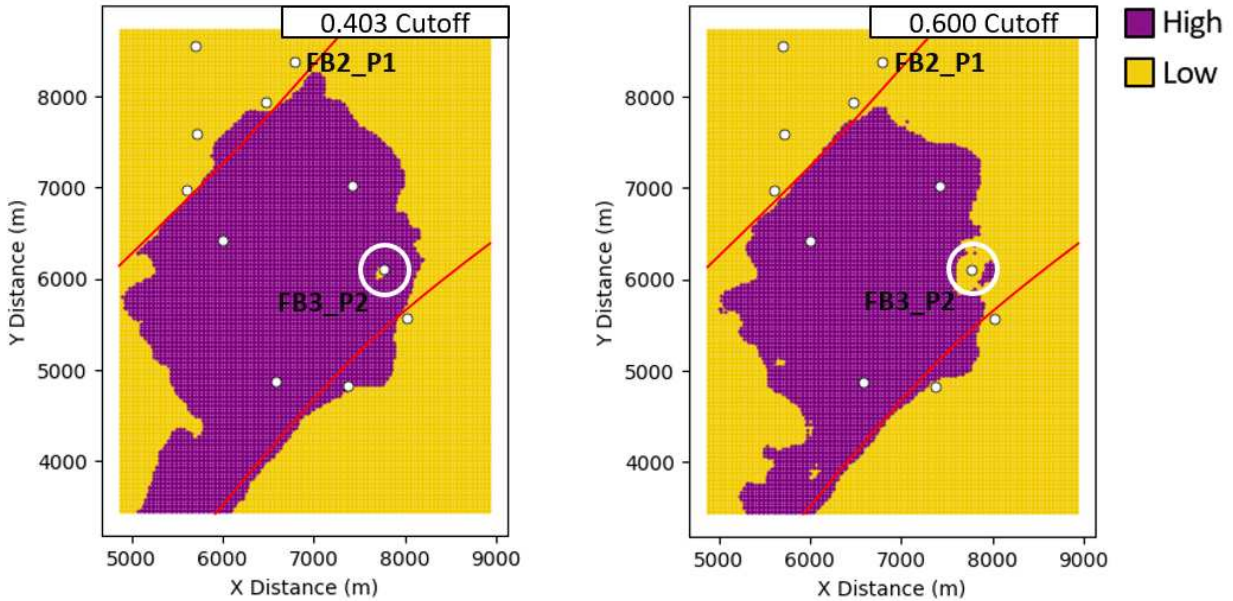 0.403 Cutoff
FB2_P1
FB3_P2
8000
7000
6000
5000
4000
Y Distance (m)
5000 6000 7000 8000 9000
X Distance (m)
0.600 Cutoff
FB2_P1
FB3_P2
8000
7000
6000
5000
4000
Y Distance (m)
5000 6000 7000 8000 9000
X Distance (m)
High
Low